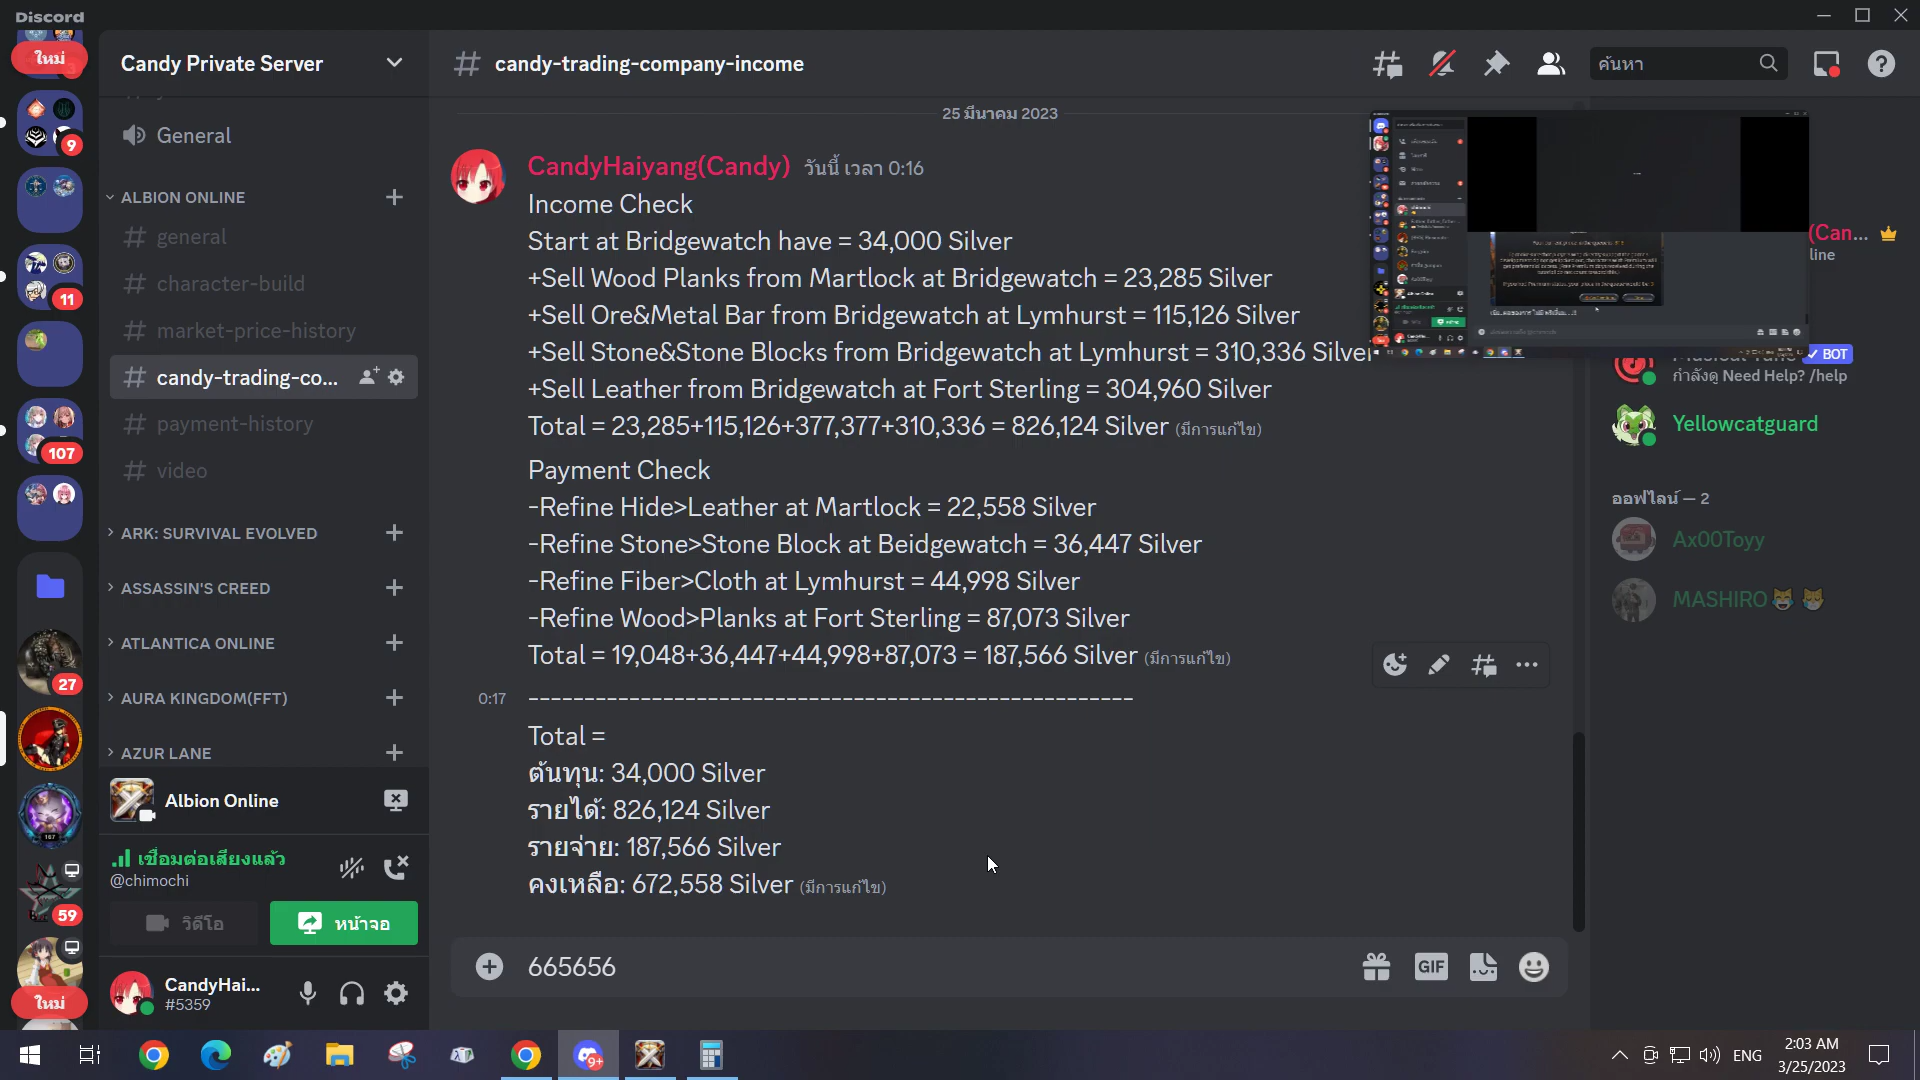 Discord
ใหม่
Candy Private Server
candy-trading-company-income
ค้นหา
9
11
107
27
59
ใหม่
General
ALBION ONLINE
general
character-build
market-price-history
candy-trading-co...
payment-history
video
ARK: SURVIVAL EVOLVED
ASSASSIN'S CREED
ATLANTICA ONLINE
AURA KINGDOM(FFT)
AZUR LANE
Albion Online
เชื่อมต่อเสียงแล้ว
@chimochi
วิดีโอ
หน้าจอ
CandyHai...
#5359
25 มีนาคม 2023
CandyHaiyang(Candy) วันนี้ เวลา 0:16
Income Check
Start at Bridgewatch have = 34,000 Silver
+Sell Wood Planks from Martlock at Bridgewatch = 23,285 Silver
+Sell Ore&Metal Bar from Bridgewatch at Lymhurst = 115,126 Silver
+Sell Stone&Stone Blocks from Bridgewatch at Lymhurst = 310,336 Silver
+Sell Leather from Bridgewatch at Fort Sterling = 304,960 Silver
Total = 23,285+115,126+377,377+310,336 = 826,124 Silver (มีการแก้ไข)
Payment Check
-Refine Hide>Leather at Martlock = 22,558 Silver
-Refine Stone>Stone Block at Beidgewatch = 36,447 Silver
-Refine Fiber>Cloth at Lymhurst = 44,998 Silver
-Refine Wood>Planks at Fort Sterling = 87,073 Silver
Total = 19,048+36,447+44,998+87,073 = 187,566 Silver (มีการแก้ไข)
0:17 -------------------------------------------------------
Total =
ต้นทุน: 34,000 Silver
รายได้: 826,124 Silver
รายจ่าย: 187,566 Silver
คงเหลือ: 672,558 Silver (มีการแก้ไข)
665656
GIF
(Can...
line
BOT
กำลังดู Need Help? /help
Yellowcatguard
ออฟไลน์ — 2
Ax00Toyy
MASHIRO
9+
ENG
2:03 AM
3/25/2023